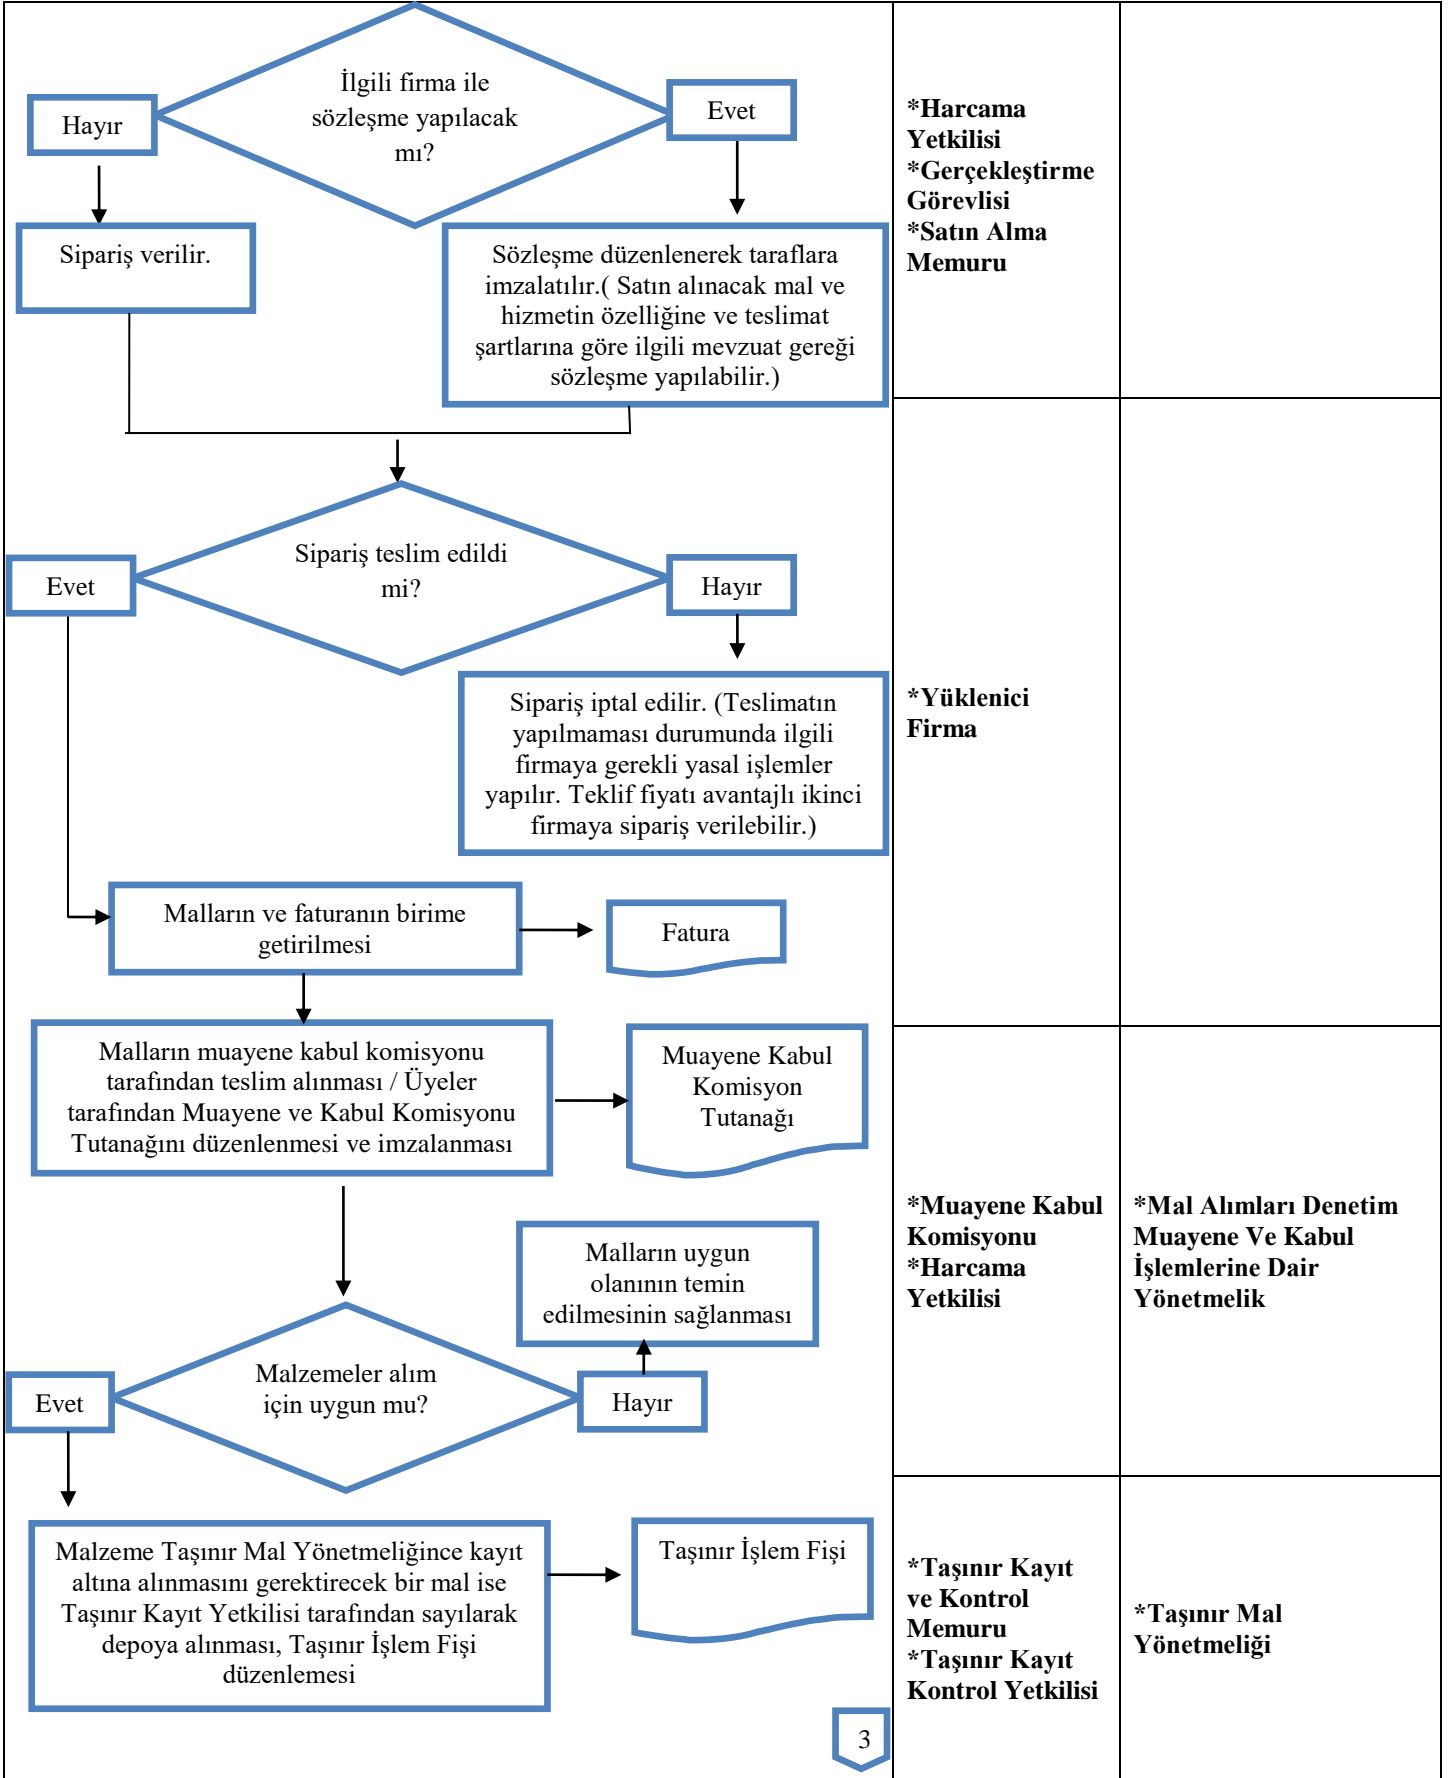 İlgili firma ile
sözleşme yapılacak
mı?
Hayır
Evet
Sipariş verilir.
Sözleşme düzenlenerek taraflara
imzalatılır.( Satın alınacak mal ve
hizmetin özelliğine ve teslimat
şartlarına göre ilgili mevzuat gereği
sözleşme yapılabilir.)
*Harcama
Yetkilisi
*Gerçekleştirme
Görevlisi
*Satın Alma
Memuru
Sipariş teslim edildi
mi?
Evet
Hayır
Sipariş iptal edilir. (Teslimatın
yapılmaması durumunda ilgili
firmaya gerekli yasal işlemler
yapılır. Teklif fiyatı avantajlı ikinci
firmaya sipariş verilebilir.)
*Yüklenici
Firma
Malların ve faturanın birime
getirilmesi
Fatura
Malların muayene kabul komisyonu
tarafından teslim alınması / Üyeler
tarafından Muayene ve Kabul Komisyonu
Tutanağını düzenlenmesi ve imzalanması
Muayene Kabul
Komisyon
Tutanağı
Malların uygun
olanının temin
edilmesinin sağlanması
Malzemeler alım
için uygun mu?
Evet
Hayır
*Muayene Kabul
Komisyonu
*Harcama
Yetkilisi
*Mal Alımları Denetim
Muayene Ve Kabul
İşlemlerine Dair
Yönetmelik
Malzeme Taşınır Mal Yönetmeliğince kayıt
altına alınmasını gerektirecek bir mal ise
Taşınır Kayıt Yetkilisi tarafından sayılarak
depoya alınması, Taşınır İşlem Fişi
düzenlemesi
Taşınır İşlem Fişi
*Taşınır Kayıt
ve Kontrol
Memuru
*Taşınır Kayıt
Kontrol Yetkilisi
*Taşınır Mal
Yönetmeliği
3